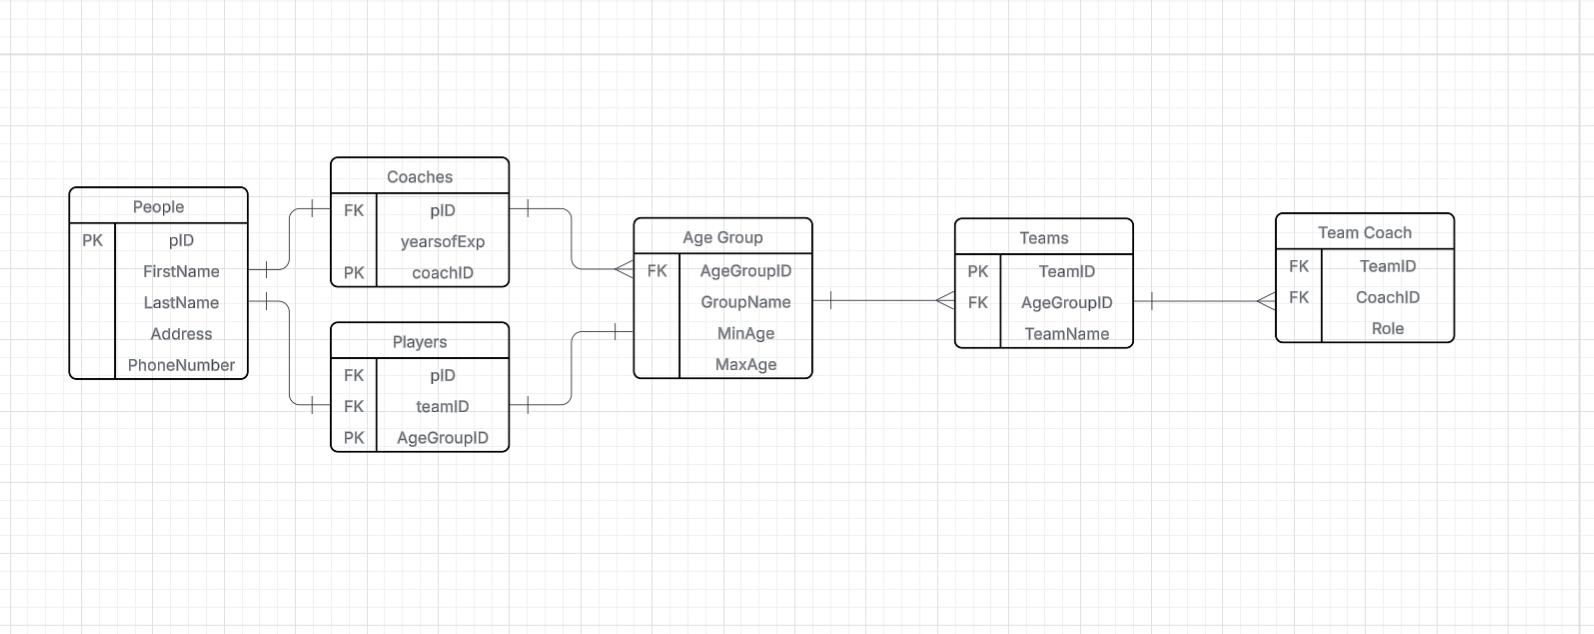 People
PK pID
FirstName
LastName
Address
PhoneNumber
Coaches
FK pID
yearsofExp
PK coachID
Players
FK pID
FK teamID
PK AgeGroupID
Age Group
FK AgeGroupID
GroupName
MinAge
MaxAge
Teams
PK TeamID
FK AgeGroupID
TeamName
Team Coach
FK TeamID
FK CoachID
Role